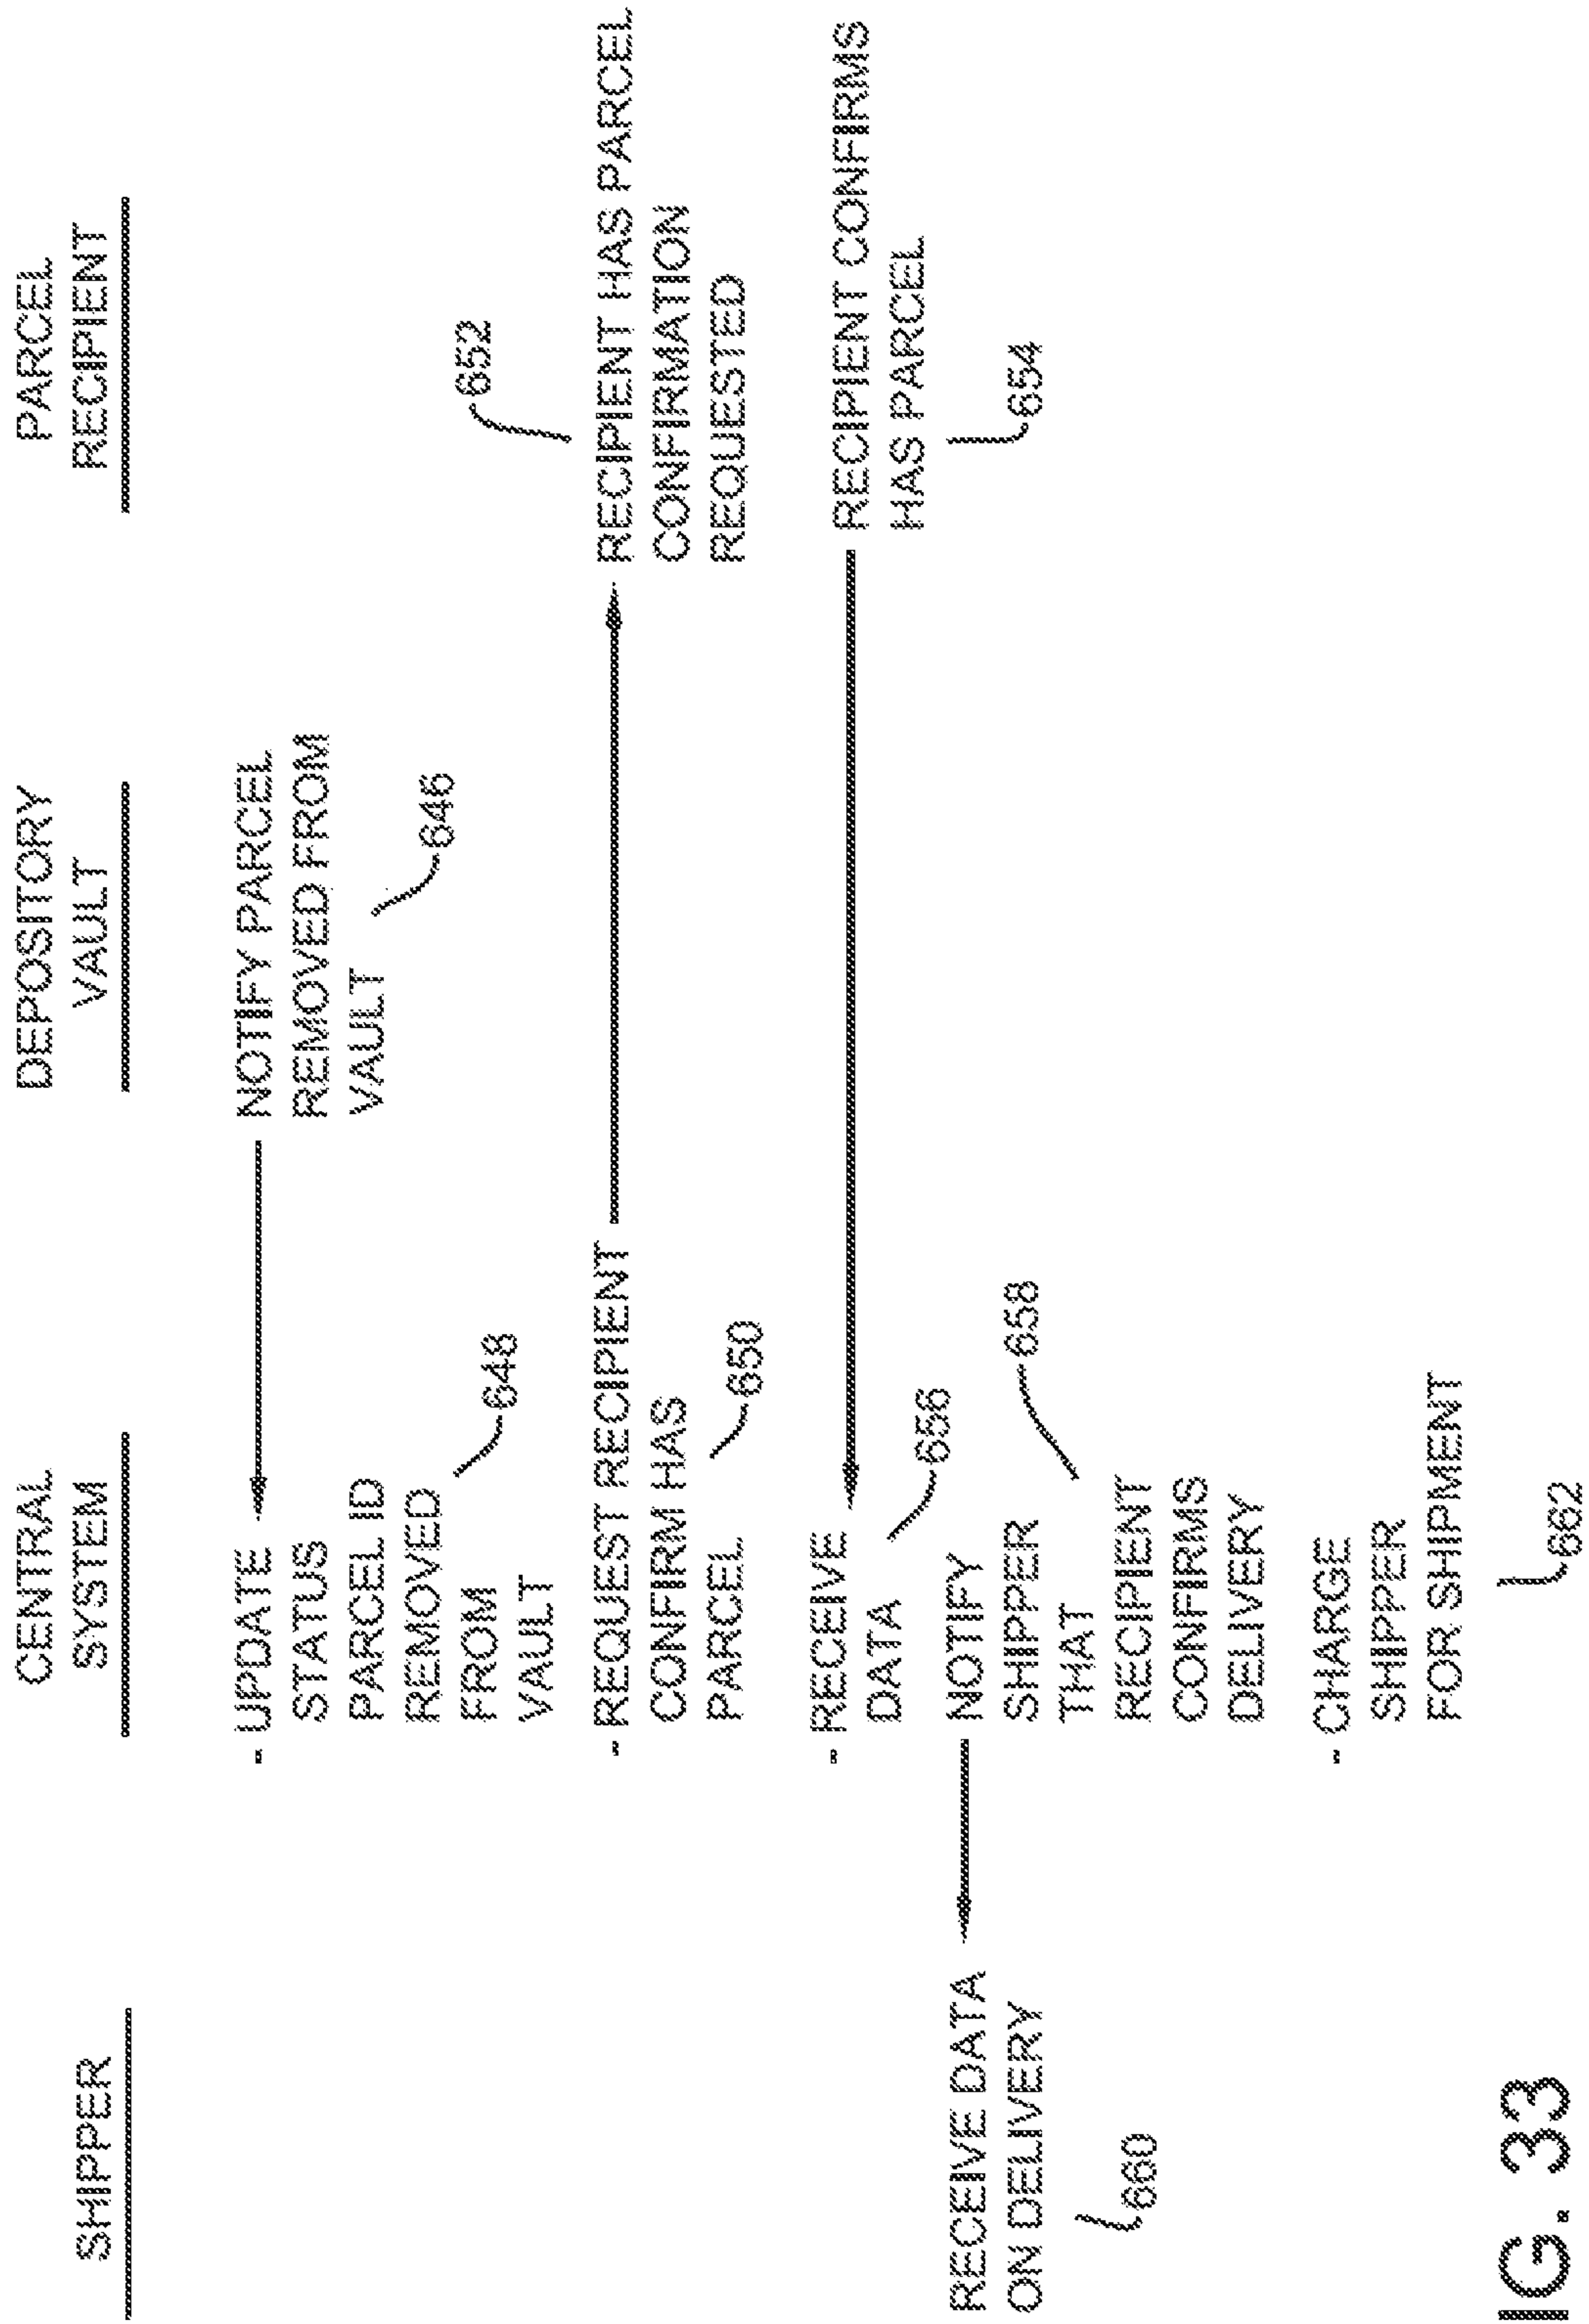 SHIPPER
CENTRAL
SYSTEM
DEPOSITORY
VAULT
PARCEL
RECIPIENT
- UPDATE
STATUS
PARCEL ID
REMOVED
FROM
VAULT
648
NOTIFY PARCEL
REMOVED FROM
VAULT
646
- REQUEST RECIPIENT
CONFIRM HAS
PARCEL
650
652
RECIPIENT HAS PARCEL
CONFIRMATION
REQUESTED
- RECEIVE
DATA
656
RECIPIENT CONFIRMS
HAS PARCEL
654
NOTIFY
SHIPPER
THAT
RECIPIENT
CONFIRMS
DELIVERY
658
RECEIVE DATA
ON DELIVERY
660
- CHARGE
SHIPPER
FOR SHIPMENT
662
IG. 33